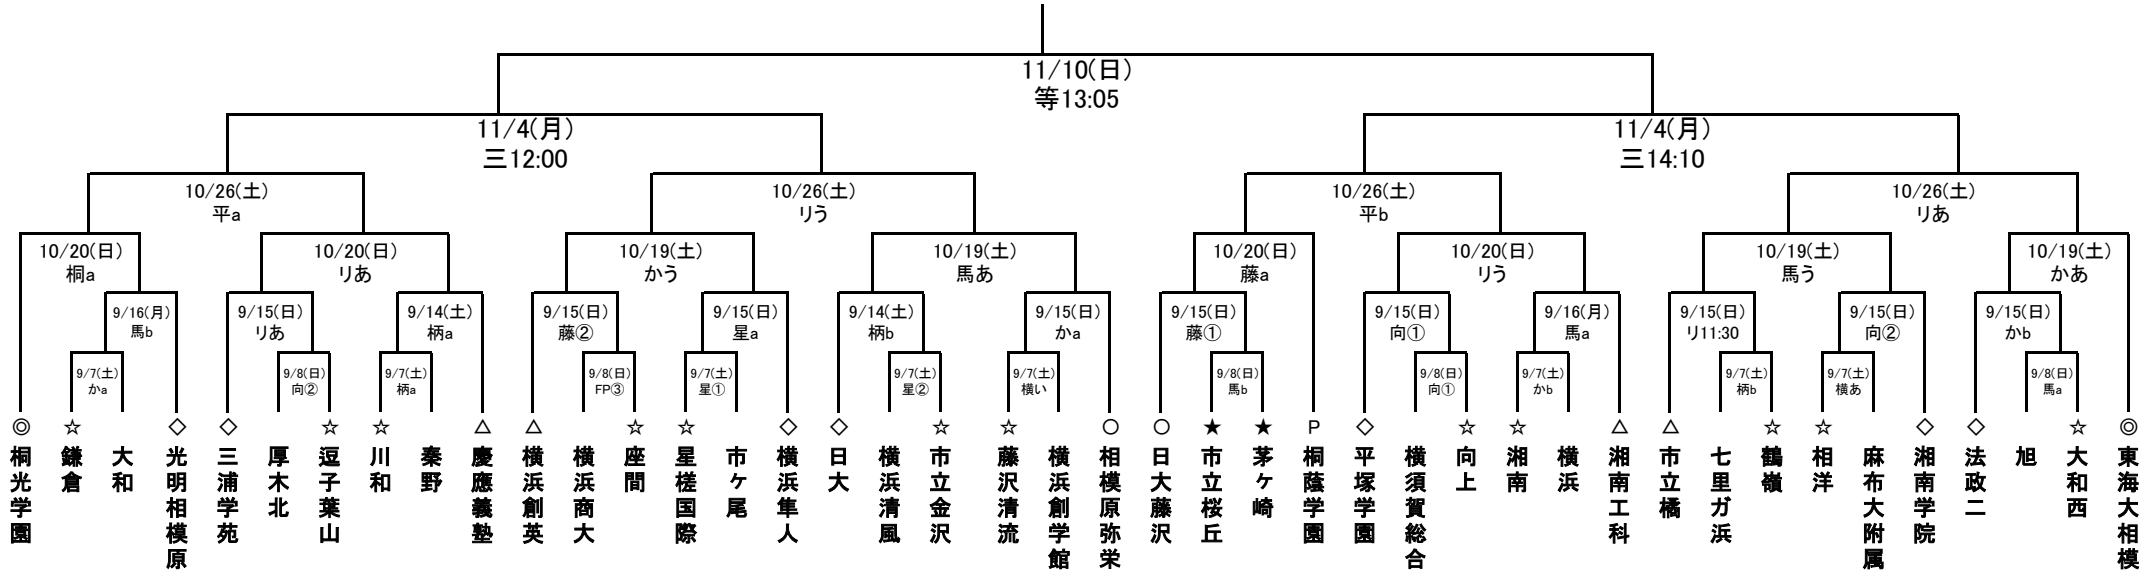 11/10(日)
等13:05
11/4(月)
三12:00
11/4(月)
三14:10
10/26(土)
平a
10/26(土)
リう
10/26(土)
平b
10/26(土)
リあ
10/20(日)
桐a
10/20(日)
リあ
10/19(土)
かう
10/19(土)
馬あ
10/20(日)
藤a
10/20(日)
リう
10/19(土)
馬う
10/19(土)
かあ
9/16(月)
馬b
9/15(日)
リあ
9/14(土)
柄a
9/15(日)
藤②
9/15(日)
星a
9/14(土)
柄b
9/15(日)
かa
9/15(日)
藤①
9/15(日)
向①
9/16(月)
馬a
9/15(日)
リ11:30
9/15(日)
向②
9/15(日)
かb
9/7(土)
かa
9/8(日)
向②
9/7(土)
柄a
9/8(日)
FP③
9/7(土)
星①
9/7(土)
星②
9/7(土)
横い
9/8(日)
馬b
9/8(日)
向①
9/7(土)
かb
9/7(土)
柄b
9/7(土)
横あ
9/8(日)
馬a
◎桐光学園
☆鎌倉
大和
◇光明相模原
◇三浦学苑
厚木北
☆逗子葉山
☆川和
秦野
△慶應義塾
△横浜創英
横浜商大
☆座間
☆星槎国際
市ヶ尾
◇横浜隼人
◇日大
横浜清風
☆市立金沢
☆藤沢清流
横浜創学館
○相模原弥栄
○日大藤沢
★市立桜丘
★茅ヶ崎
P桐蔭学園
◇平塚学園
横須賀総合
☆向上
☆湘南
横浜
△湘南工科
△市立橘
七里ガ浜
☆鶴嶺
☆相洋
麻布大附属
◇湘南学院
◇法政二
旭
☆大和西
◎東海大相模